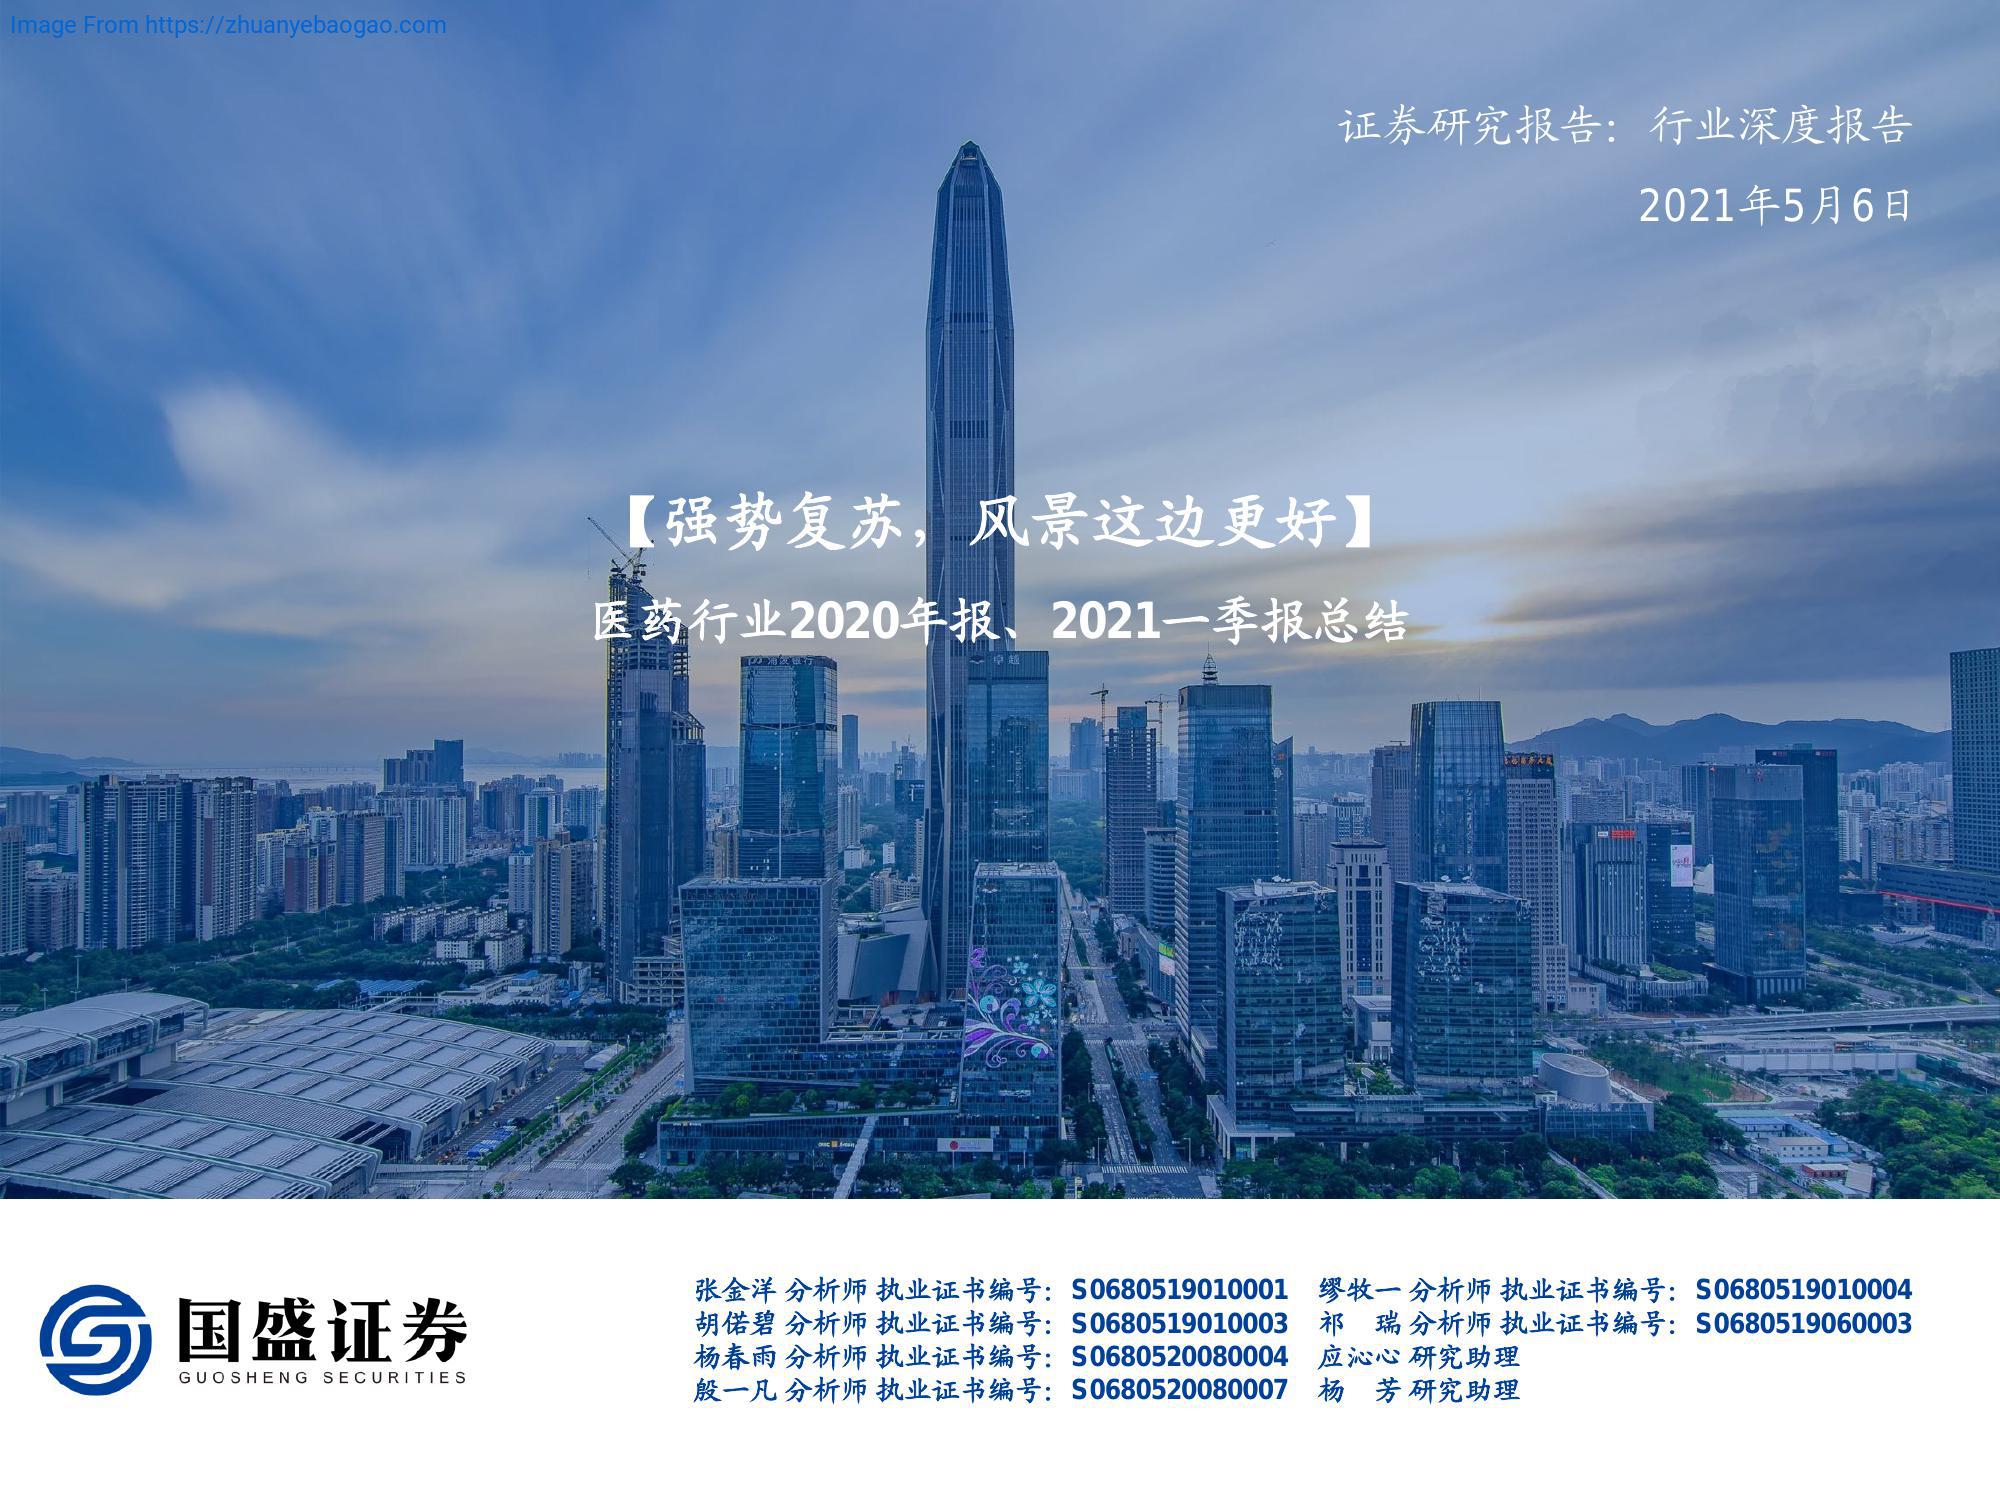 Image From https://zhuanyebaogao.com
证券研究报告：行业深度报告
2021年5月6日
【强势复苏，风景这边更好】
医药行业2020年报、2021一季报总结
浦发银行
卓越
国盛证券
GUOSHENG SECURITIES
张金洋 分析师 执业证书编号：S0680519010001 缪牧一 分析师 执业证书编号：S0680519010004
胡偌碧 分析师 执业证书编号：S0680519010003 祁　瑞 分析师 执业证书编号：S0680519060003
杨春雨 分析师 执业证书编号：S0680520080004 应沁心 研究助理
殷一凡 分析师 执业证书编号：S0680520080007 杨　芳 研究助理